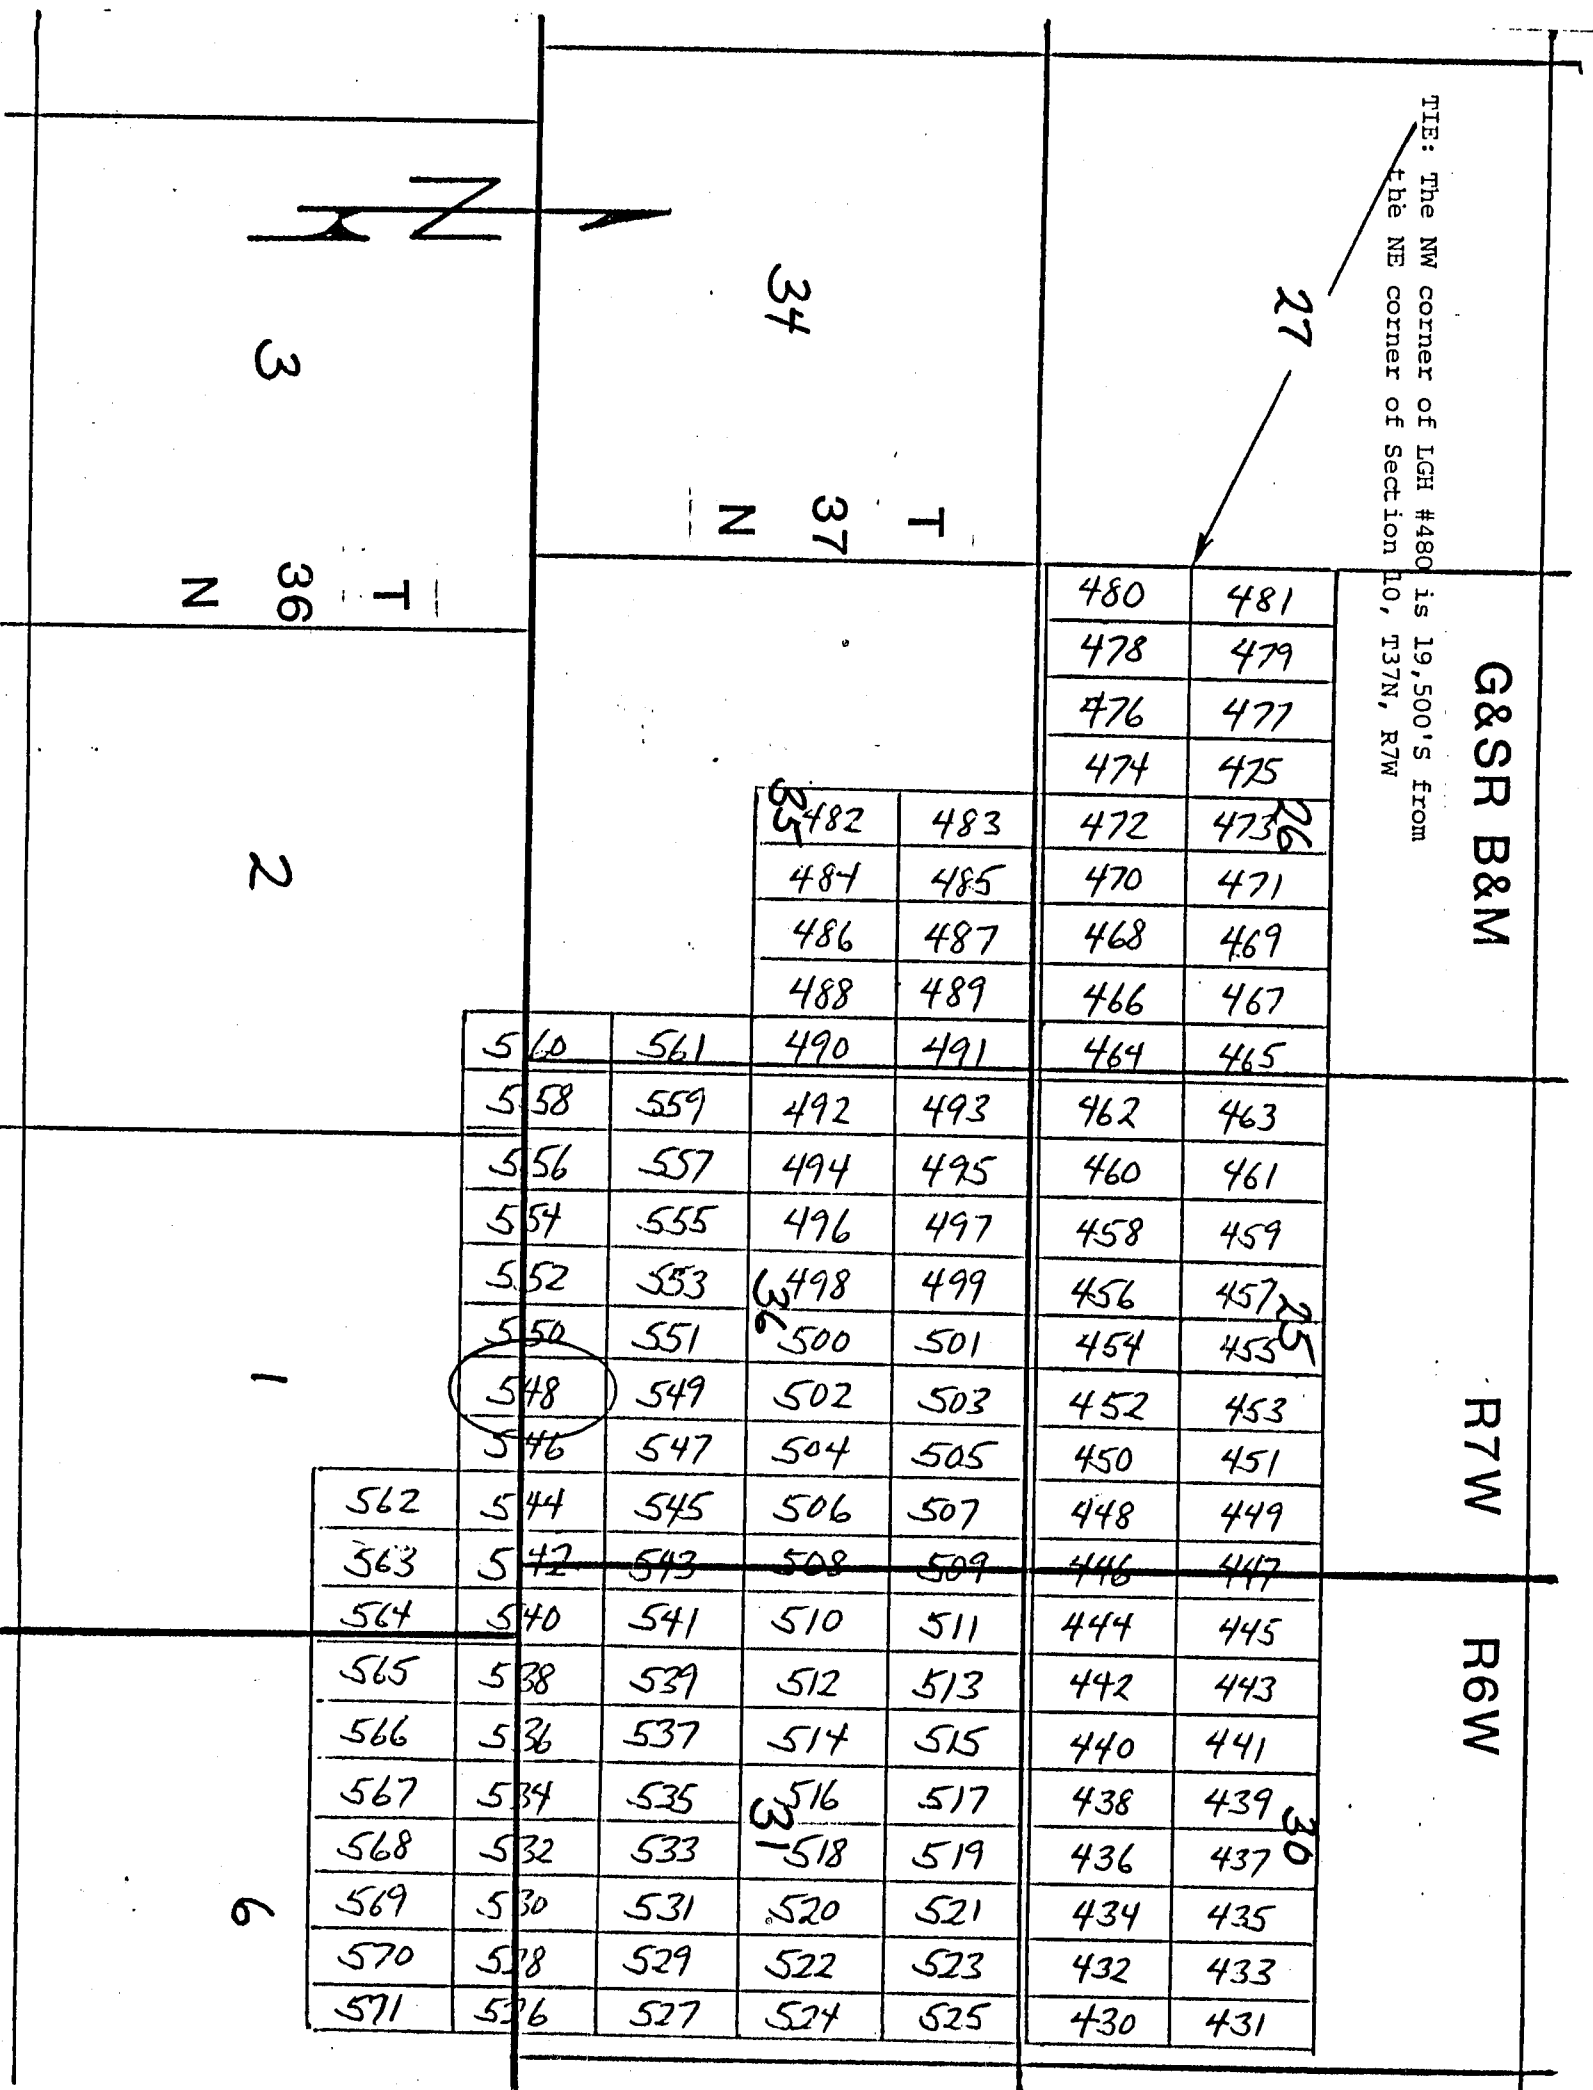 TIE: The NW corner of LGH #480 is 19,500'S from
the NE corner of Section 10, T37N, R7W
G&SR B&M
R7W
R6W
27
26
25
30
34
35
36
31
3
2
1
6
T
37
N
T
36
N
N
480 481
478 479
476 477
474 475
482 483 472 473
484 485 470 471
486 487 468 469
488 489 466 467
560 561 490 491 464 465
558 559 492 493 462 463
556 557 494 495 460 461
554 555 496 497 458 459
552 553 498 499 456 457
550 551 500 501 454 455
548 549 502 503 452 453
546 547 504 505 450 451
562 544 545 506 507 448 449
563 542 543 508 509 446 447
564 540 541 510 511 444 445
565 538 539 512 513 442 443
566 536 537 514 515 440 441
567 534 535 516 517 438 439
568 532 533 518 519 436 437
569 530 531 520 521 434 435
570 528 529 522 523 432 433
571 526 527 524 525 430 431